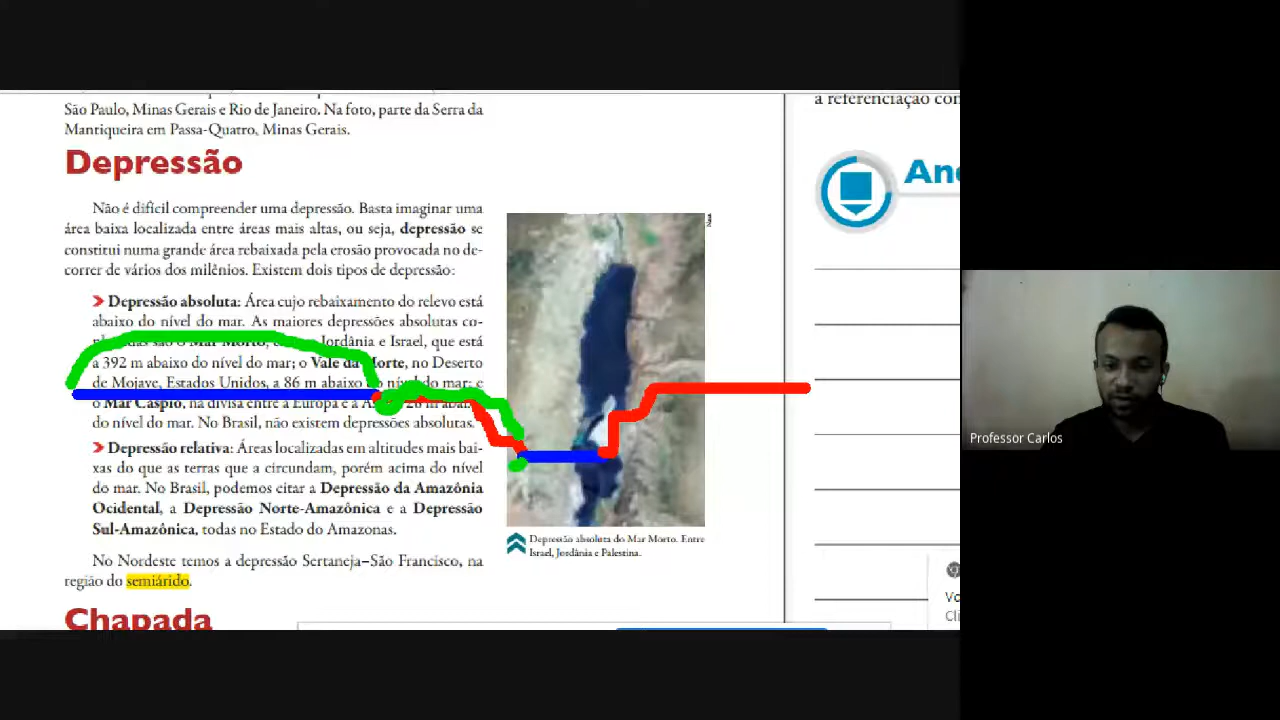 São Paulo, Minas Gerais e Rio de Janeiro. Na foto, parte da Serra da
Mantiqueira em Passa-Quatro, Minas Gerais.
Depressão
Não é difícil compreender uma depressão. Basta imaginar uma
área baixa localizada entre áreas mais altas, ou seja, depressão se
constitui numa grande área rebaixada pela erosão provocada no de-
correr de vários dos milênios. Existem dois tipos de depressão:
Depressão absoluta: Área cujo rebaixamento do relevo está
abaixo do nível do mar. As maiores depressões absolutas co-
são o Mar Morto, Jordânia e Israel, que está
a 392 m abaixo do nível do mar; o Vale da Morte, no Deserto
de Mojave, Estados Unidos, a 86 m abaixo do nível do mar; e
o Mar Cáspio, na divisa entre a Europa e a
do nível do mar. No Brasil, não existem depressões absolutas.
Depressão relativa: Áreas localizadas em altitudes mais bai-
xas do que as terras que a circundam, porém acima do nível
do mar. No Brasil, podemos citar a Depressão da Amazônia
Ocidental, a Depressão Norte-Amazônica e a Depressão
Sul-Amazônica, todas no Estado do Amazonas.
No Nordeste temos a depressão Sertaneja–São Francisco, na
região do semiárido.
Chapada
Depressão absoluta do Mar Morto. Entre
Israel, Jordânia e Palestina.
a referenciação
Professor Carlos